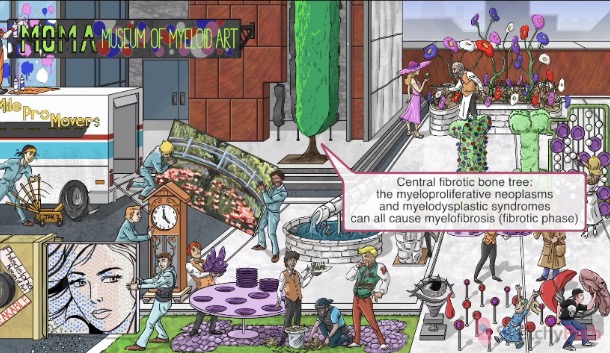 MOMA MUSEUM OF MYELOID ART
Mile Pro Movers
Central fibrotic bone tree:
the myeloproliferative neoplasms
and myelodysplastic syndromes
can all cause myelofibrosis (fibrotic phase)